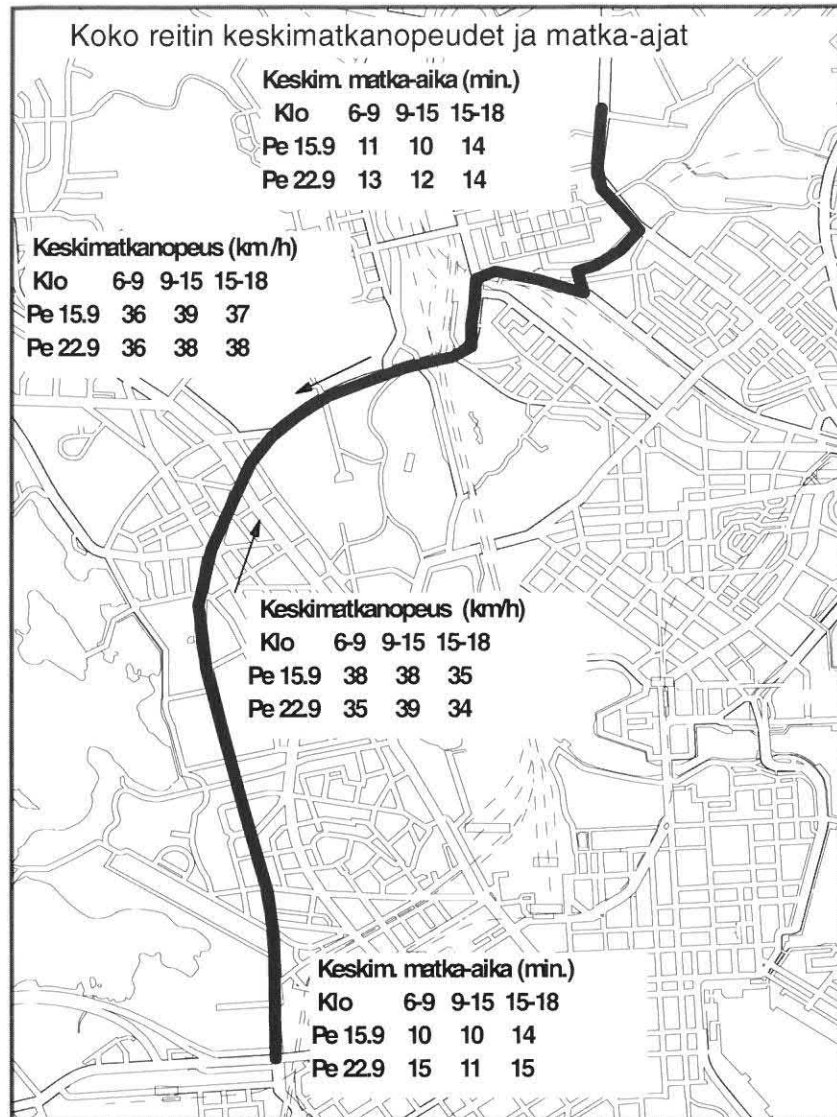 Koko reitin keskimatkanopeudet ja matka-ajat
Keskim. matka-aika (min.)
Klo 6-9 9-15 15-18
Pe 15.9 11 10 14
Pe 22.9 13 12 14
Keskimatkanopeus (km/h)
Klo 6-9 9-15 15-18
Pe 15.9 36 39 37
Pe 22.9 36 38 38
Keskimatkanopeus (km/h)
Klo 6-9 9-15 15-18
Pe 15.9 38 38 35
Pe 22.9 35 39 34
Keskim. matka-aika (min.)
Klo 6-9 9-15 15-18
Pe 15.9 10 10 14
Pe 22.9 15 11 15